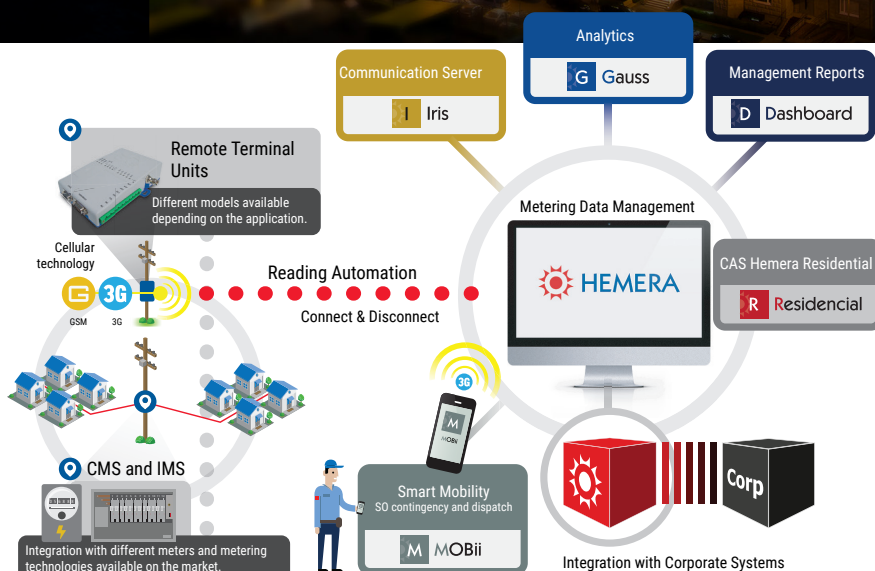 Analytics
G Gauss
Communication Server
I Iris
Management Reports
D Dashboard
Remote Terminal
Units
Different models available
depending on the application.
Cellular
technology
G 3G
GSM 3G
Reading Automation
Connect & Disconnect
Metering Data Management
HEMERA
CAS Hemera Residential
R Residencial
3G
M
MOBii
CMS and IMS
Integration with different meters and metering
technologies available on the market.
Smart Mobility
SO contingency and dispatch
M MOBii
Corp
Integration with Corporate Systems